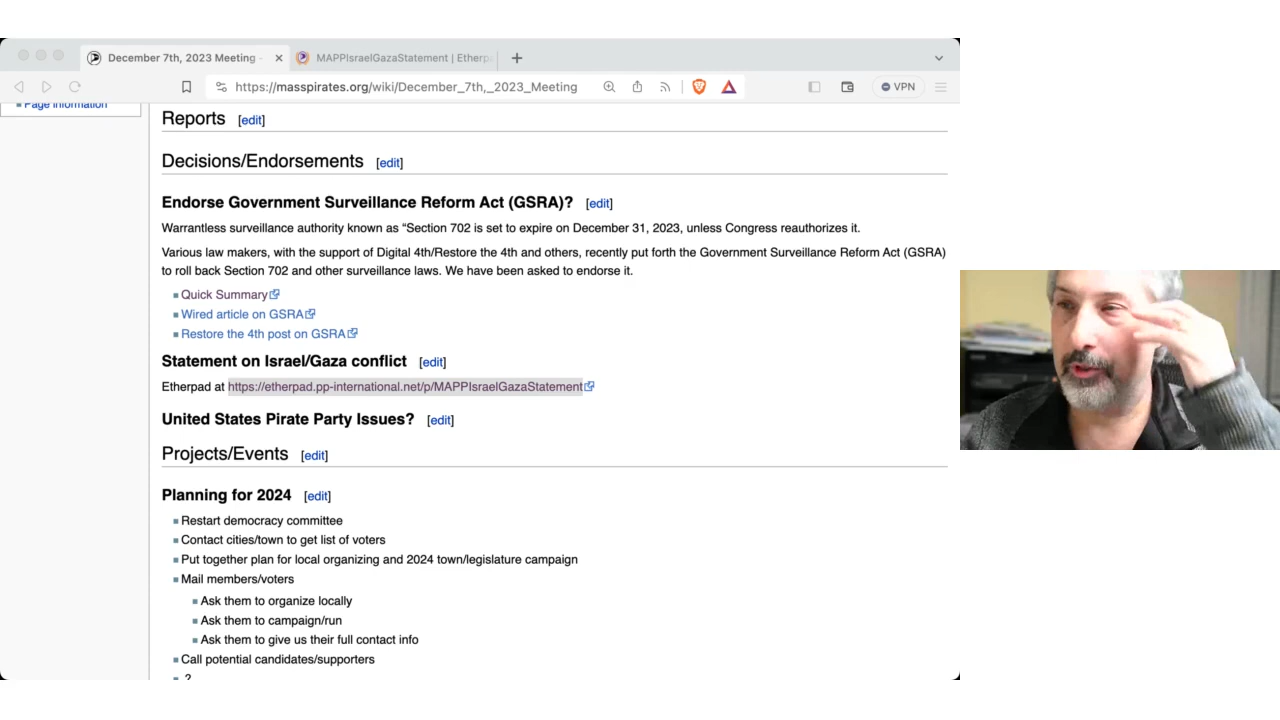 December 7th, 2023 Meeting -
MAPPIsraelGazaStatement | Etherp
https://masspirates.org/wiki/December_7th,_2023_Meeting
VPN
Page information
Reports [edit]
Decisions/Endorsements [edit]
Endorse Government Surveillance Reform Act (GSRA)? [edit]
Warrantless surveillance authority known as “Section 702 is set to expire on December 31, 2023, unless Congress reauthorizes it.
Various law makers, with the support of Digital 4th/Restore the 4th and others, recently put forth the Government Surveillance Reform Act (GSRA)
to roll back Section 702 and other surveillance laws. We have been asked to endorse it.
Quick Summary
Wired article on GSRA
Restore the 4th post on GSRA
Statement on Israel/Gaza conflict [edit]
Etherpad at https://etherpad.pp-international.net/p/MAPPIsraelGazaStatement
United States Pirate Party Issues? [edit]
Projects/Events [edit]
Planning for 2024 [edit]
Restart democracy committee
Contact cities/town to get list of voters
Put together plan for local organizing and 2024 town/legislature campaign
Mail members/voters
Ask them to organize locally
Ask them to campaign/run
Ask them to give us their full contact info
Call potential candidates/supporters
?